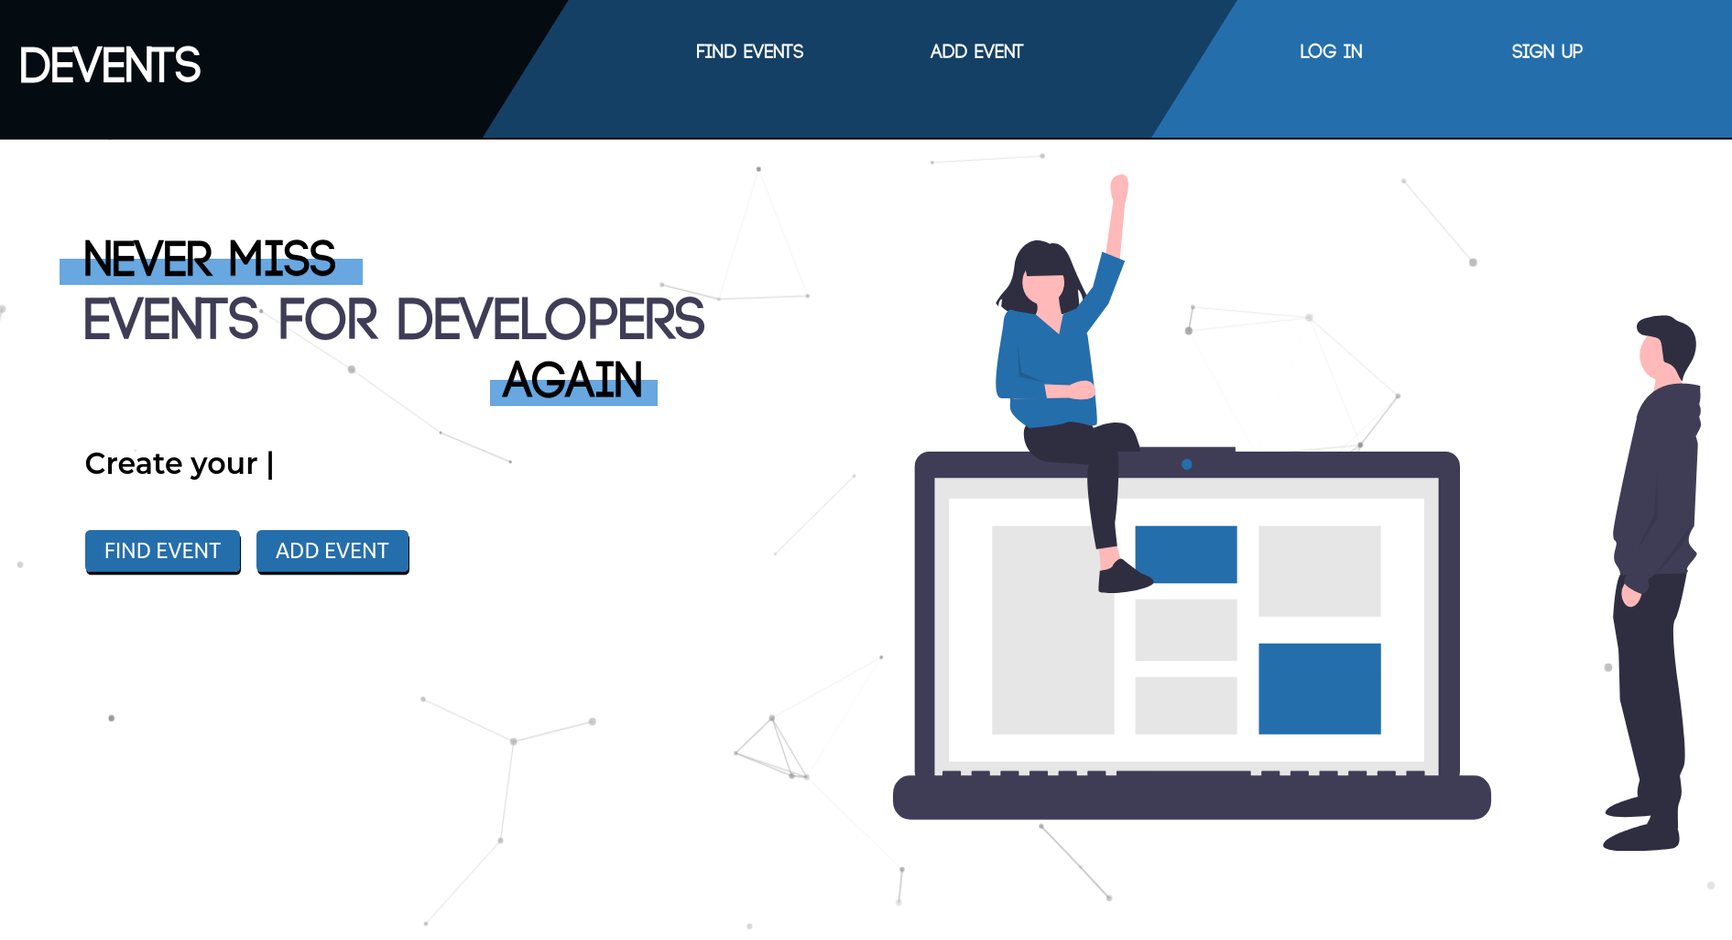 DEVENTS
FIND EVENTS
ADD EVENT
LOG IN
SIGN UP
NEVER MISS
EVENTS FOR DEVELOPERS
AGAIN
Create your |
FIND EVENT
ADD EVENT